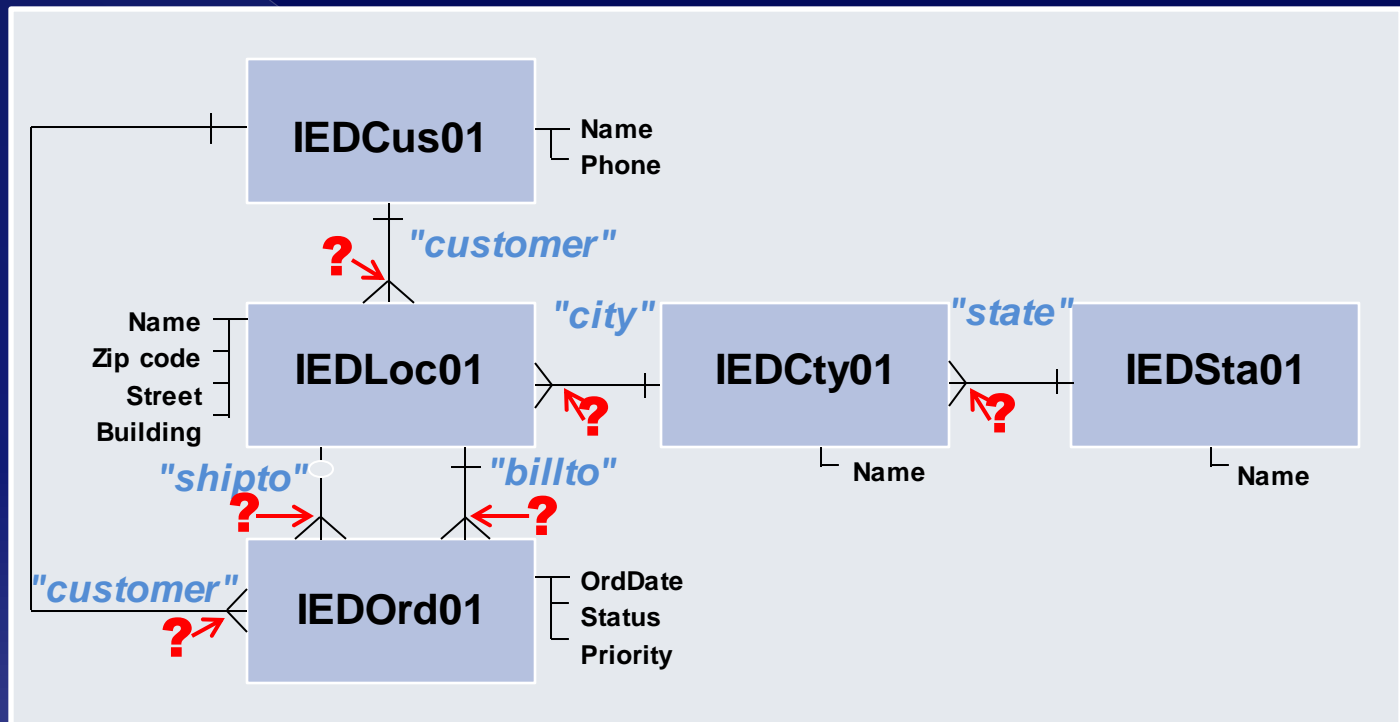 IEDCus01
Name
Phone
"customer"
?
Name
Zip code
Street
Building
IEDLoc01
"city"
?
IEDCty01
Name
"state"
?
IEDSta01
Name
"shipto"
"billto"
?
?
"customer"
?
IEDOrd01
OrdDate
Status
Priority